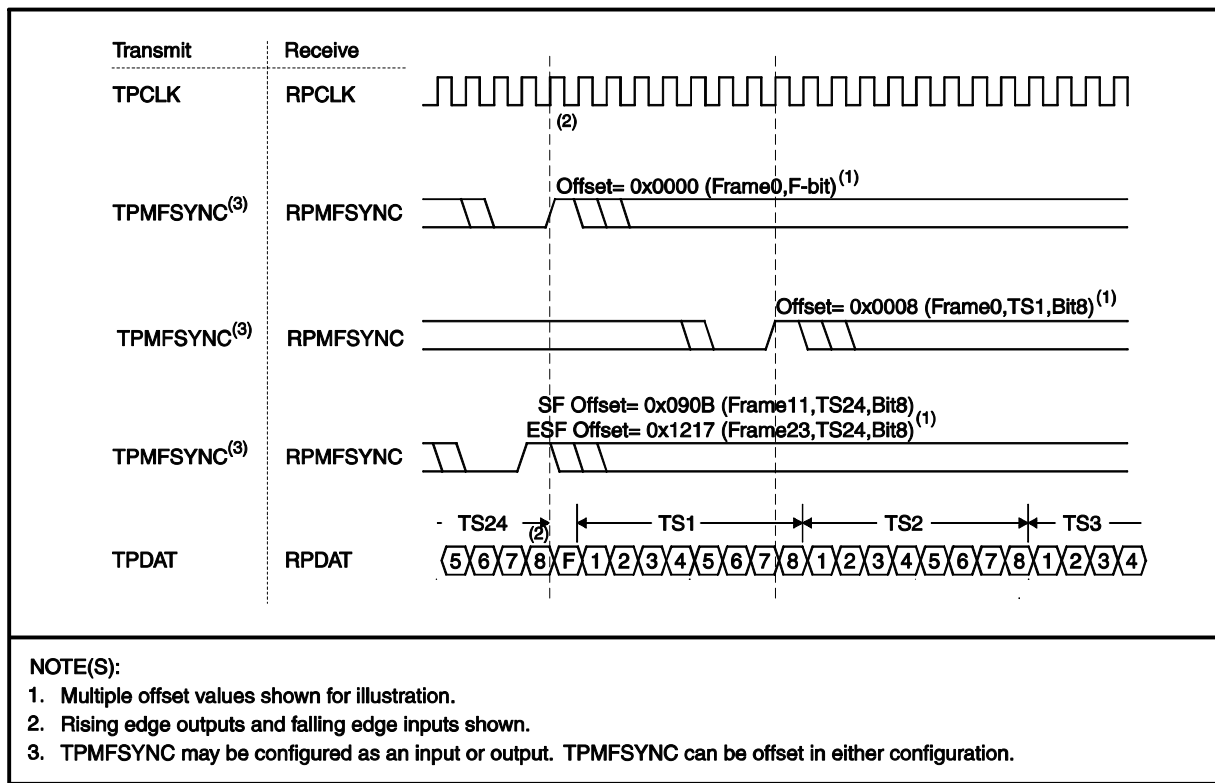 Transmit Receive
TPCLK RPCLK
(2)
Offset= 0x0000 (Frame0,F-bit)(1)
TPMFSYNC(3) RPMFSYNC
Offset= 0x0008 (Frame0,TS1,Bit8)(1)
TPMFSYNC(3) RPMFSYNC
SF Offset= 0x090B (Frame11,TS24,Bit8)
ESF Offset= 0x1217 (Frame23,TS24,Bit8)(1)
TPMFSYNC(3) RPMFSYNC
TS24 TS1 TS2 TS3
(2)
TPDAT RPDAT 5 6 7 8 F 1 2 3 4 5 6 7 8 1 2 3 4 5 6 7 8 1 2 3 4
NOTE(S):
1. Multiple offset values shown for illustration.
2. Rising edge outputs and falling edge inputs shown.
3. TPMFSYNC may be configured as an input or output. TPMFSYNC can be offset in either configuration.